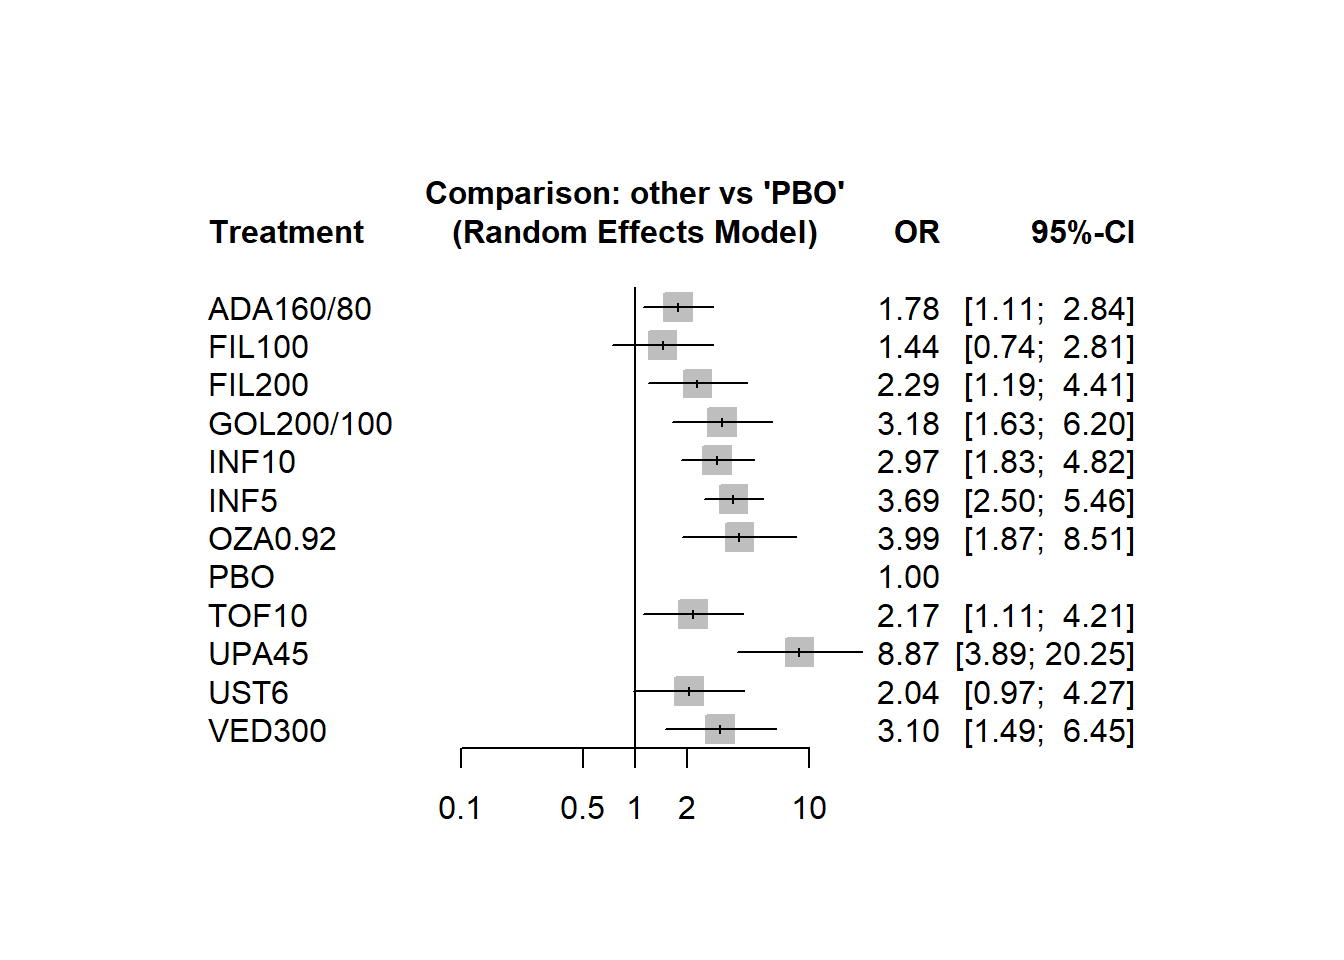 Comparison: other vs 'PBO'
Treatment (Random Effects Model) OR 95%-CI
ADA160/80 1.78 [1.11; 2.84]
FIL100 1.44 [0.74; 2.81]
FIL200 2.29 [1.19; 4.41]
GOL200/100 3.18 [1.63; 6.20]
INF10 2.97 [1.83; 4.82]
INF5 3.69 [2.50; 5.46]
OZA0.92 3.99 [1.87; 8.51]
PBO 1.00
TOF10 2.17 [1.11; 4.21]
UPA45 8.87 [3.89; 20.25]
UST6 2.04 [0.97; 4.27]
VED300 3.10 [1.49; 6.45]
0.1 0.5 1 2 10